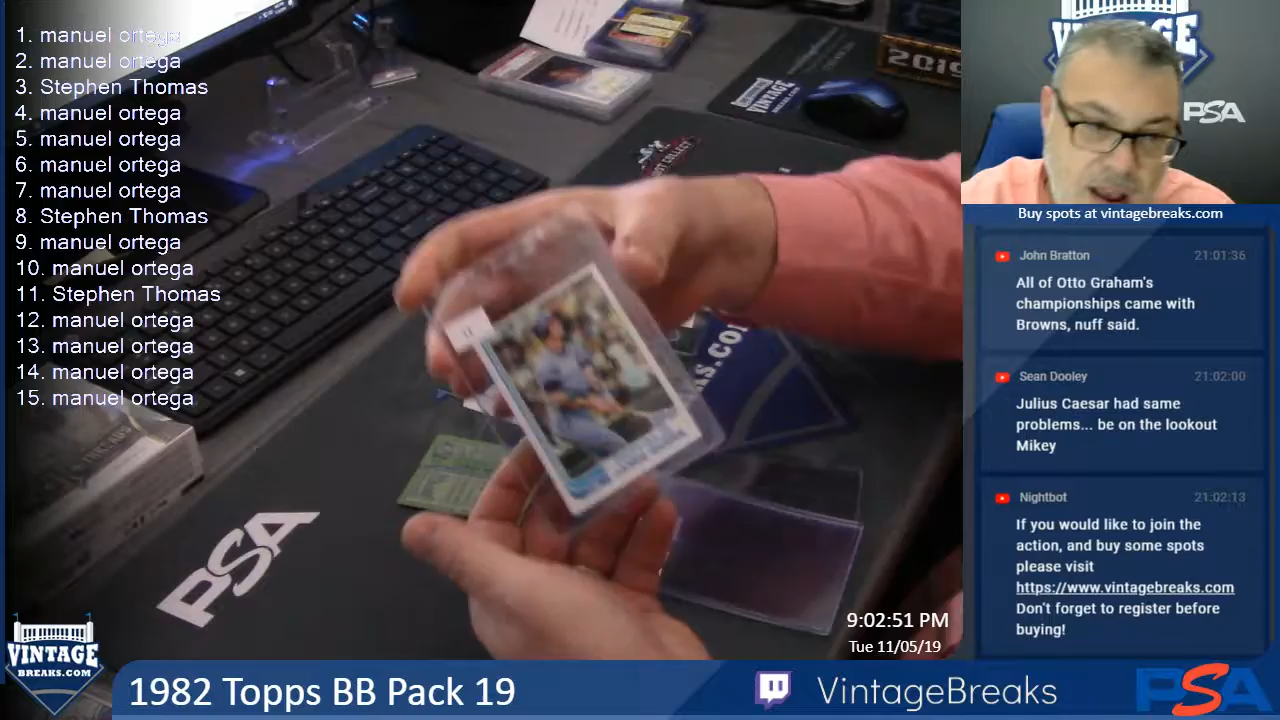 1. manuel ortega
2. manuel ortega
3. Stephen Thomas
4. manuel ortega
5. manuel ortega
6. manuel ortega
7. manuel ortega
8. Stephen Thomas
9. manuel ortega
10. manuel ortega
11. Stephen Thomas
12. manuel ortega
13. manuel ortega
14. manuel ortega
15. manuel ortega
2019
VINTAGE
PSA
VINTAGE
PSA
Buy spots at vintagebreaks.com
John Bratton 21:01:36
All of Otto Graham's
championships came with
Browns, nuff said.
Sean Dooley 21:02:00
Julius Caesar had same
problems... be on the lookout
Mikey
Nightbot 21:02:13
If you would like to join the
action, and buy some spots
please visit
https://www.vintagebreaks.com
Don't forget to register before
buying!
9:02:51 PM
Tue 11/05/19
VINTAGE
BREAKS.COM
1982 Topps BB Pack 19
VintageBreaks
PSA